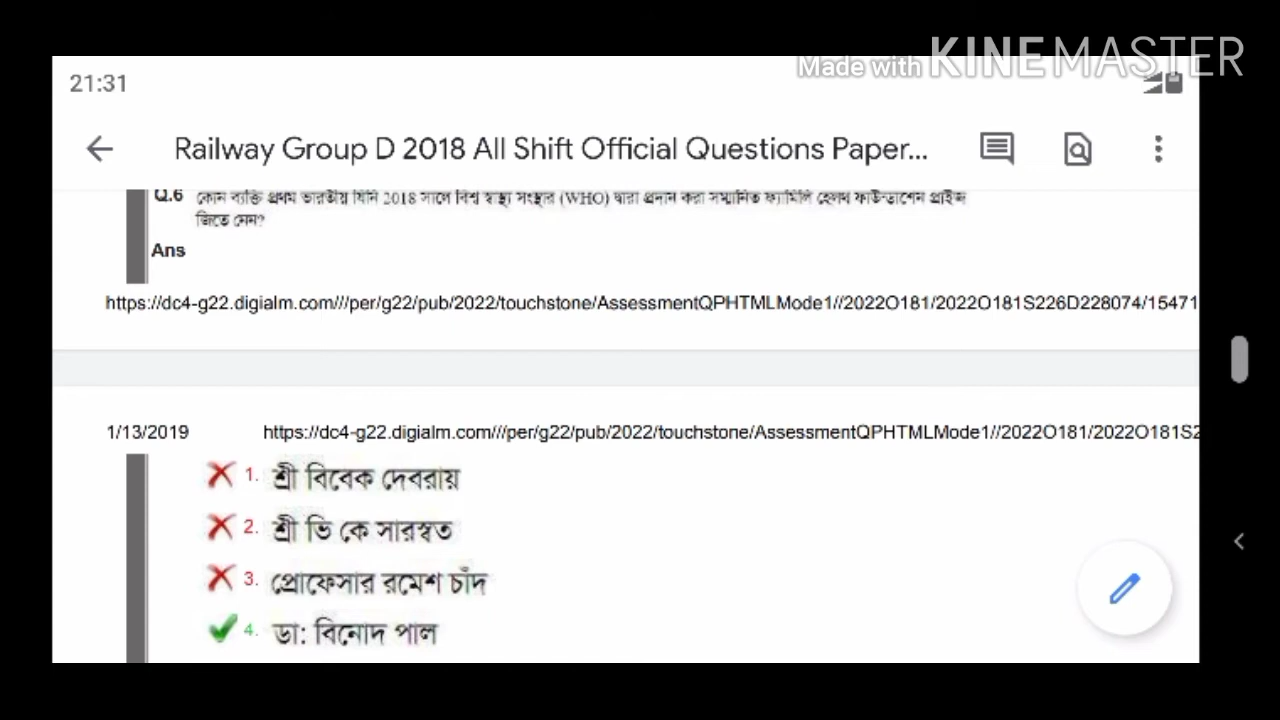 Made with KINEMASTER
21:31
Railway Group D 2018 All Shift Official Questions Paper...
Q.6 কোন ব্যক্তি প্রথম ভারতীয় যিনি 2018 সালে বিশ্ব স্বাস্থ্য সংস্থার (WHO) দ্বারা প্রদান করা সম্মানিত ফ্যামিলি হেলথ ফাউন্ডাশেন প্রাইজ
জিতে নেন?
Ans
https://dc4-g22.digialm.com///per/g22/pub/2022/touchstone/AssessmentQPHTMLMode1//2022O181/2022O181S226D228074/15471
1/13/2019 https://dc4-g22.digialm.com///per/g22/pub/2022/touchstone/AssessmentQPHTMLMode1//2022O181/2022O181S2
1. শ্রী বিবেক দেবরায়
2. শ্রী ভি কে সারস্বত
3. প্রোফেসার রমেশ চাঁদ
4. ডা: বিনোদ পাল